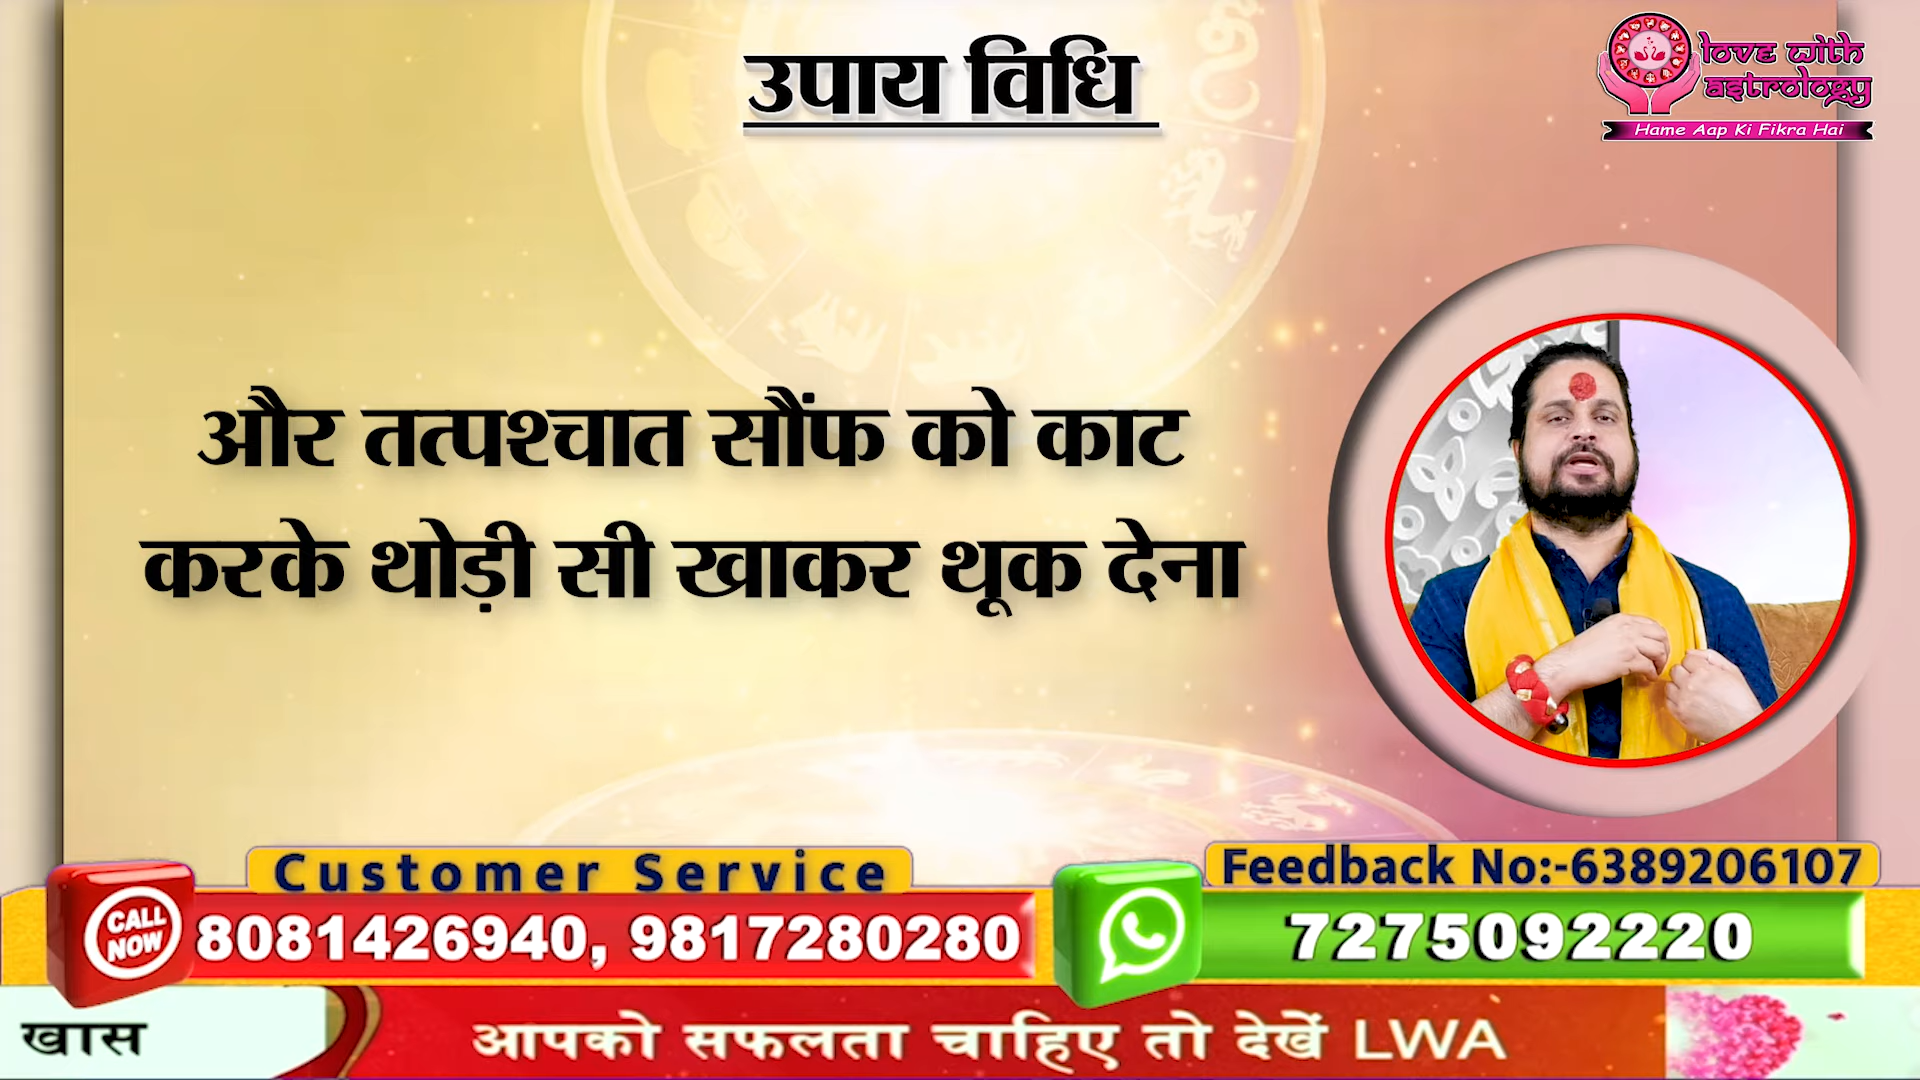 उपाय विधि
love with
astrology
Hame Aap Ki Fikra Hai
और तत्पश्चात सौंफ को काट
करके थोड़ी सी खाकर थूक देना
Customer Service
Feedback No:-6389206107
CALL
NOW
8081426940, 9817280280
7275092220
खास
आपको सफलता चाहिए तो देखें LWA